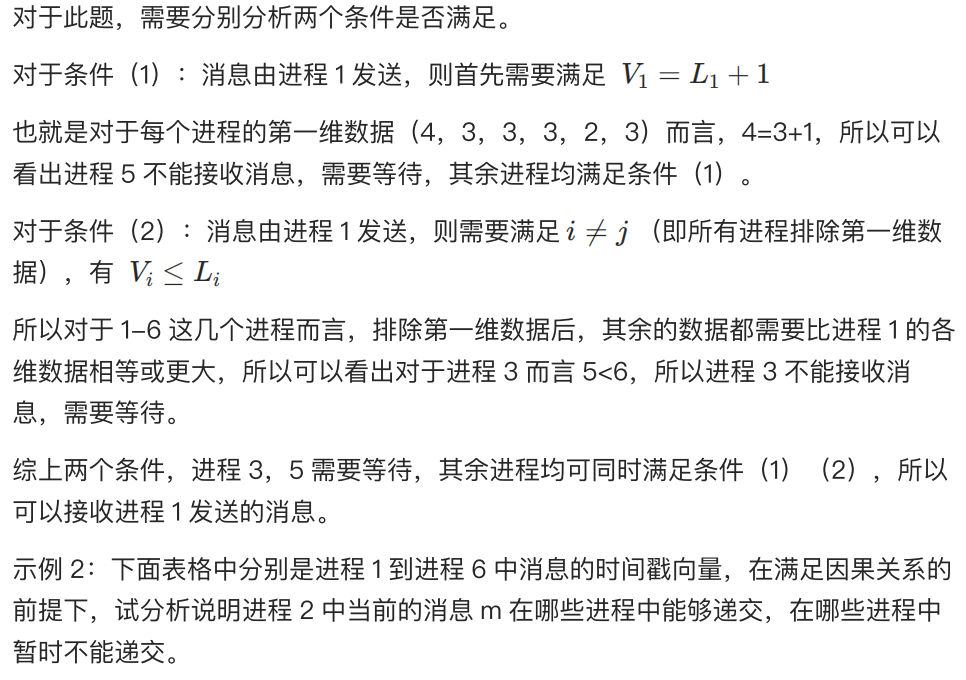 对于此题，需要分别分析两个条件是否满足。
对于条件（1）：消息由进程 1 发送，则首先需要满足 V₁ = L₁ + 1
也就是对于每个进程的第一维数据（4，3，3，3，2，3）而言，4=3+1，所以可以
看出进程 5 不能接收消息，需要等待，其余进程均满足条件（1）。
对于条件（2）：消息由进程 1 发送，则需要满足 i ≠ j （即所有进程排除第一维数
据），有 Vᵢ ≤ Lᵢ
所以对于 1–6 这几个进程而言，排除第一维数据后，其余的数据都需要比进程 1 的各
维数据相等或更大，所以可以看出对于进程 3 而言 5<6，所以进程 3 不能接收消
息，需要等待。
综上两个条件，进程 3，5 需要等待，其余进程均可同时满足条件（1）（2），所以
可以接收进程 1 发送的消息。
示例 2：下面表格中分别是进程 1 到进程 6 中消息的时间戳向量，在满足因果关系的
前提下，试分析说明进程 2 中当前的消息 m 在哪些进程中能够递交，在哪些进程中
暂时不能递交。